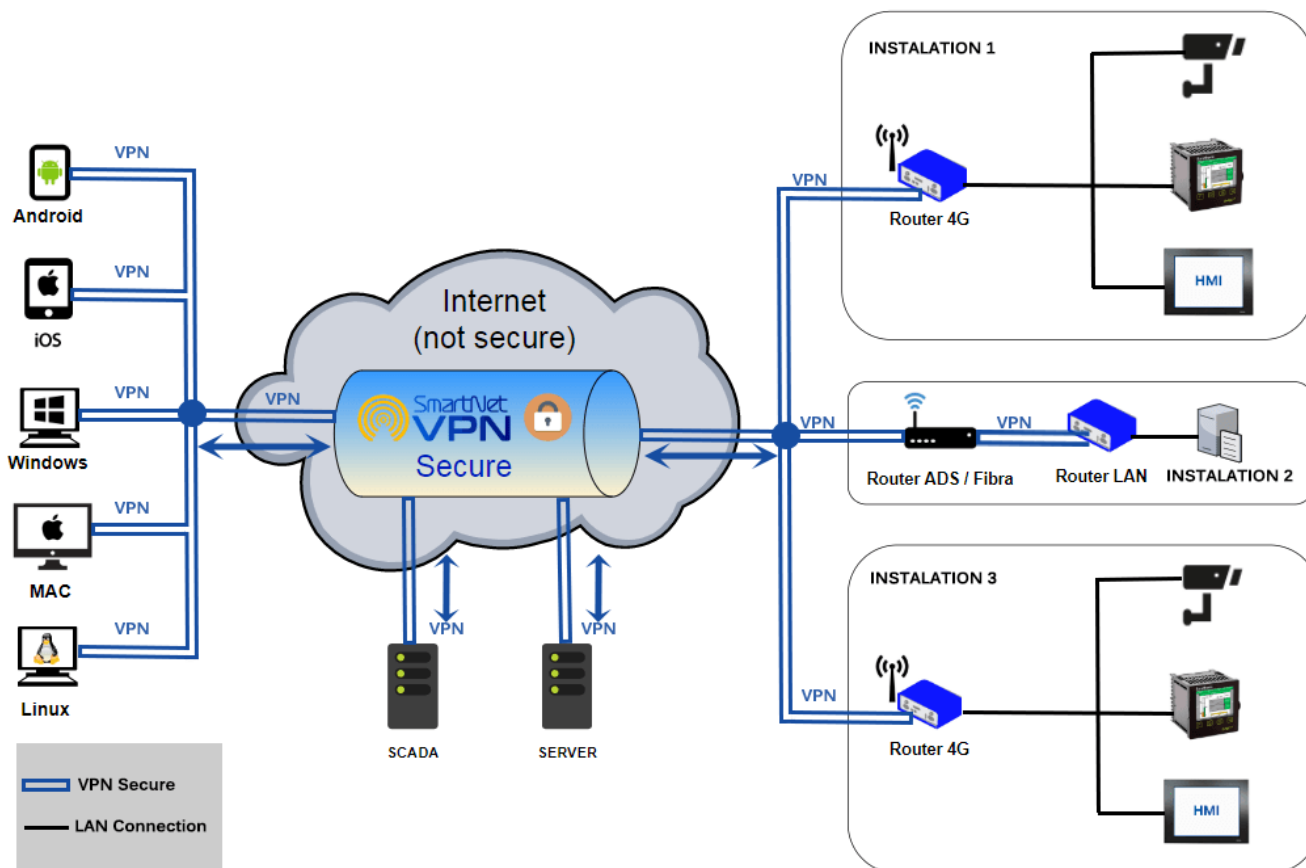 INSTALATION 1
VPN
Android
VPN
iOS
VPN
Windows
VPN
MAC
VPN
Linux
VPN
Internet
(not secure)
SmartNet
VPN
Secure
VPN
SCADA
VPN
SERVER
VPN
Router 4G
HMI
VPN
Router ADS / Fibra
VPN
Router LAN
INSTALATION 2
INSTALATION 3
VPN
Router 4G
HMI
VPN Secure
LAN Connection